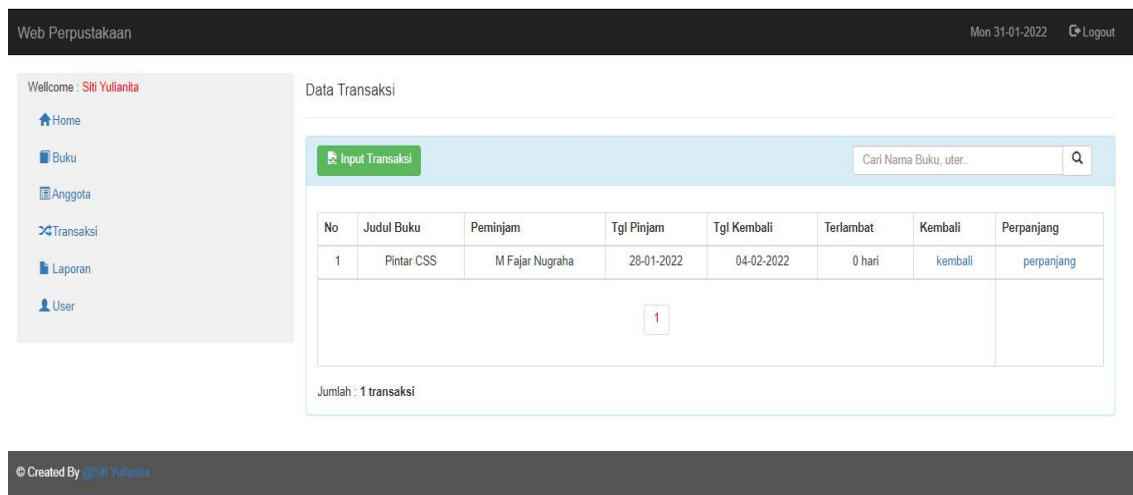 Web Perpustakaan Mon 31-01-2022 Logout
Wellcome : Siti Yulianita
Home
Buku
Anggota
Transaksi
Laporan
User
Data Transaksi
Input Transaksi Cari Nama Buku, uter..
No Judul Buku Peminjam Tgl Pinjam Tgl Kembali Terlambat Kembali Perpanjang
1 Pintar CSS M Fajar Nugraha 28-01-2022 04-02-2022 0 hari kembali perpanjang
1
Jumlah : 1 transaksi
© Created By @Siti Yulianita